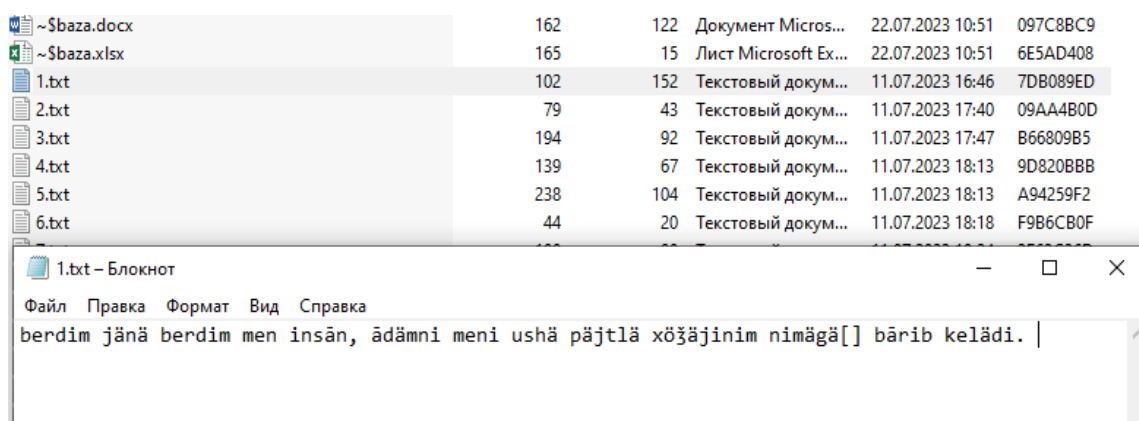 ~$baza.docx 162 122 Документ Micros... 22.07.2023 10:51 097C8BC9
~$baza.xlsx 165 15 Лист Microsoft Ex... 22.07.2023 10:51 6E5AD408
1.txt 102 152 Текстовый докум... 11.07.2023 16:46 7DB089ED
2.txt 79 43 Текстовый докум... 11.07.2023 17:40 09AA4B0D
3.txt 194 92 Текстовый докум... 11.07.2023 17:47 B66809B5
4.txt 139 67 Текстовый докум... 11.07.2023 18:13 9D820BBB
5.txt 238 104 Текстовый докум... 11.07.2023 18:13 A94259F2
6.txt 44 20 Текстовый докум... 11.07.2023 18:18 F9B6CB0F
1.txt – Блокнот
Файл Правка Формат Вид Справка
berdim jänä berdim men insān, ādämni meni ushä päjtlä xöǯäjinim nimägä[] bārib kelädi.